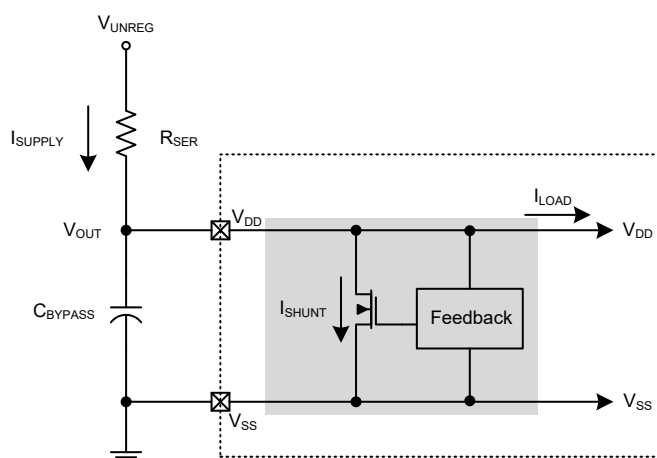 VUNREG
ISUPPLY
RSER
ILOAD
VOUT
VDD
VDD
CBYPASS
ISHUNT
Feedback
VSS
VSS